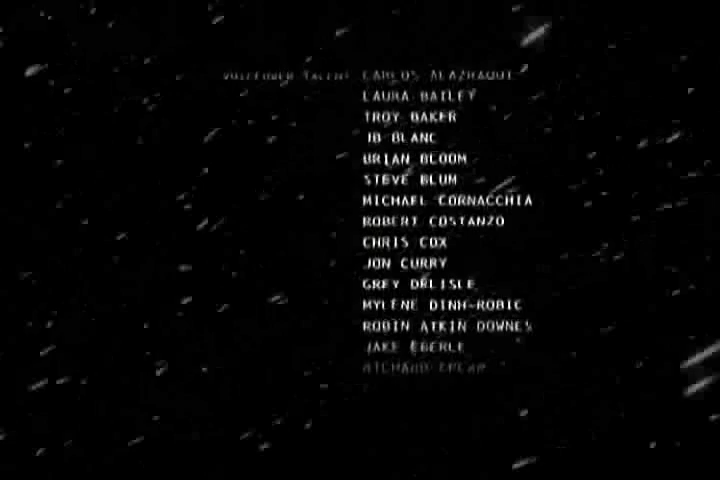 VOICEOVER TALENT CARLOS ALAZRAQUI
LAURA BAILEY
TROY BAKER
JB BLANC
BRIAN BLOOM
STEVE BLUM
MICHAEL CORNACCHIA
ROBERT COSTANZO
CHRIS COX
JON CURRY
GREY DELISLE
MYLENE DINH-ROBIC
ROBIN ATKIN DOWNES
JAKE EBERLE
RICHARD